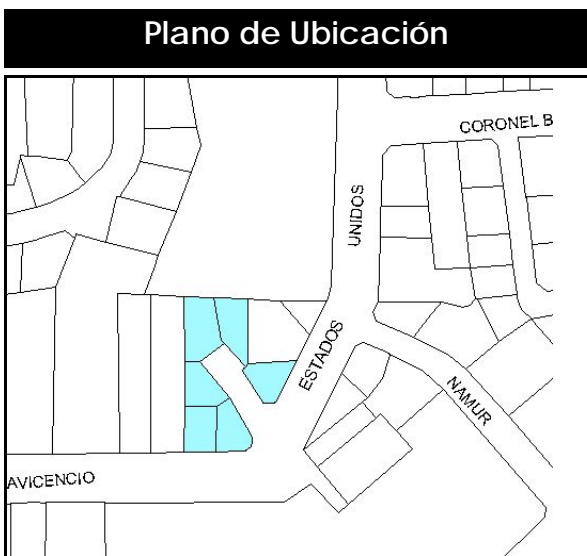 Plano de Ubicación
CORONEL B
UNIDOS
ESTADOS
NAMUR
AVICENCIO